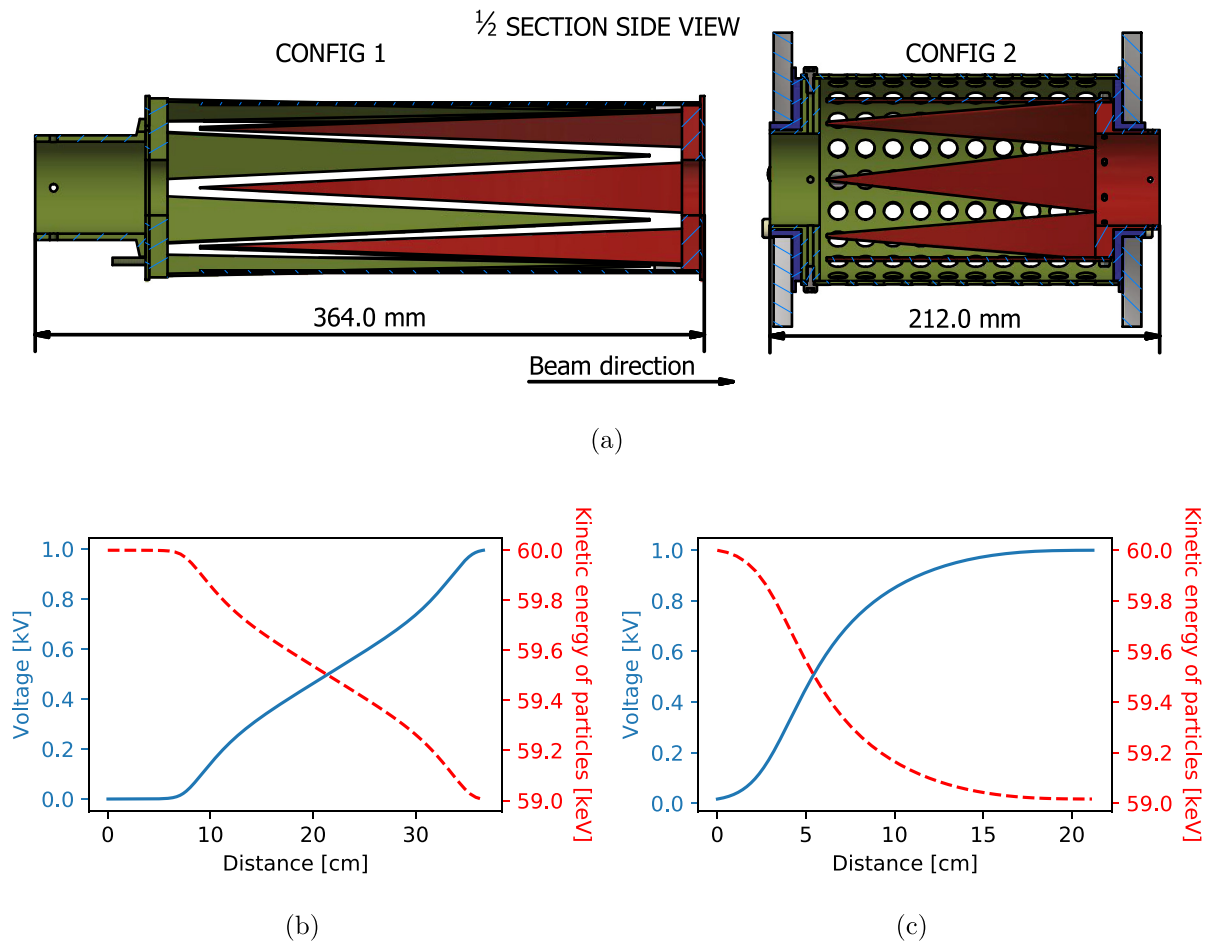 ½ SECTION SIDE VIEW
CONFIG 1
CONFIG 2
364.0 mm
212.0 mm
Beam direction
(a)
Voltage [kV]
1.0
0.8
0.6
0.4
0.2
0.0
0 10 20 30
Distance [cm]
60.0
59.8
59.6
59.4
59.2
59.0
Kinetic energy of particles [keV]
(b)
Voltage [kV]
1.0
0.8
0.6
0.4
0.2
0.0
0 5 10 15 20
Distance [cm]
60.0
59.8
59.6
59.4
59.2
59.0
Kinetic energy of particles [keV]
(c)